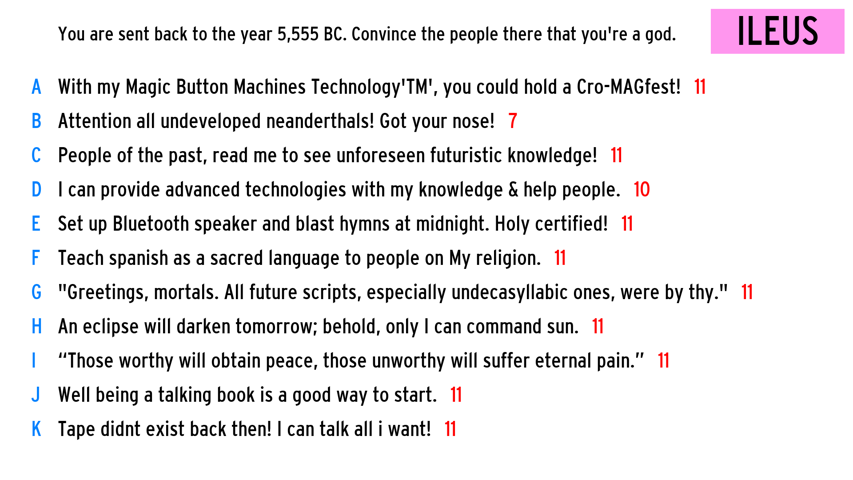 You are sent back to the year 5,555 BC. Convince the people there that you're a god.
ILEUS
A With my Magic Button Machines Technology'TM', you could hold a Cro-MAGfest! 11
B Attention all undeveloped neanderthals! Got your nose! 7
C People of the past, read me to see unforeseen futuristic knowledge! 11
D I can provide advanced technologies with my knowledge & help people. 10
E Set up Bluetooth speaker and blast hymns at midnight. Holy certified! 11
F Teach spanish as a sacred language to people on My religion. 11
G "Greetings, mortals. All future scripts, especially undecasyllabic ones, were by thy." 11
H An eclipse will darken tomorrow; behold, only I can command sun. 11
I “Those worthy will obtain peace, those unworthy will suffer eternal pain.” 11
J Well being a talking book is a good way to start. 11
K Tape didnt exist back then! I can talk all i want! 11